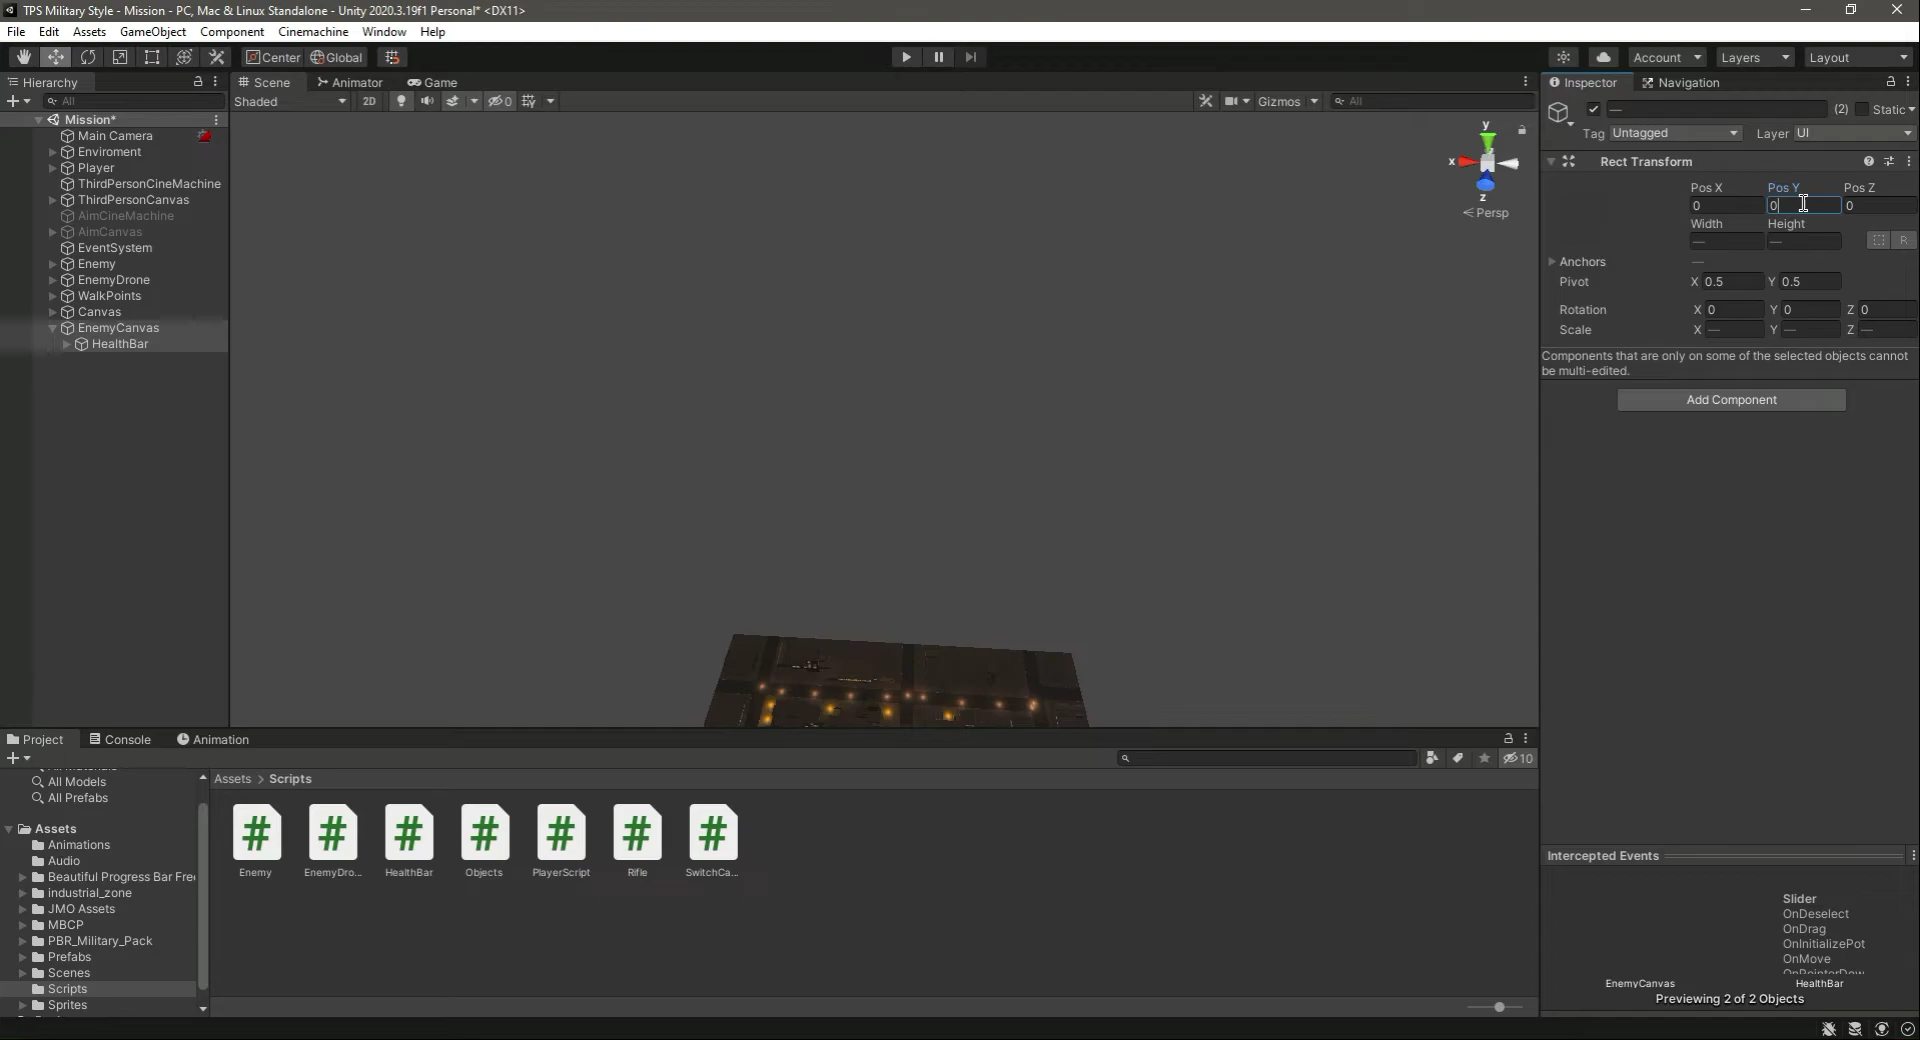 TPS Military Style - Mission - PC, Mac & Linux Standalone - Unity 2020.3.19f1 Personal* <DX11>
File Edit Assets GameObject Component Cinemachine Window Help
Center Global Account Layers Layout
Hierarchy Scene Animator Game Inspector Navigation
All Shaded 2D 0 Gizmos All
Mission*
Main Camera
Enviroment
Player
ThirdPersonCineMachine
ThirdPersonCanvas
AimCineMachine
AimCanvas
EventSystem
Enemy
EnemyDrone
WalkPoints
Canvas
EnemyCanvas
HealthBar
y
x
z
Persp
— (2) Static
Tag Untagged Layer UI
Rect Transform
Pos X Pos Y Pos Z
0 0 0
Width Height
— — R
Anchors —
Pivot X 0.5 Y 0.5
Rotation X 0 Y 0 Z 0
Scale X — Y — Z —
Components that are only on some of the selected objects cannot
be multi-edited.
Add Component
Project Console Animation
10
All Models
All Prefabs
Assets
Animations
Audio
Beautiful Progress Bar Free
industrial_zone
JMO Assets
MBCP
PBR_Military_Pack
Prefabs
Scenes
Scripts
Sprites
Assets > Scripts
# # # # # # #
Enemy EnemyDro... HealthBar Objects PlayerScript Rifle SwitchCa...
Intercepted Events
Slider
OnDeselect
OnDrag
OnInitializePot
OnMove
OnPointerDow
EnemyCanvas HealthBar
Previewing 2 of 2 Objects